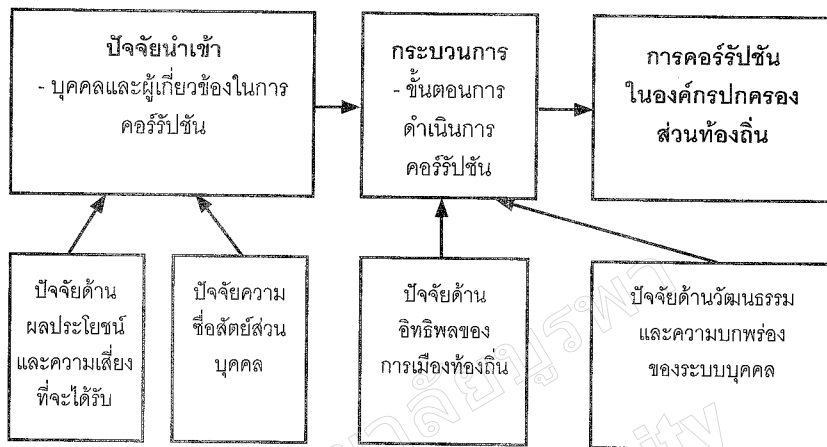 ปัจจัยนำเข้า
- บุคคลและผู้เกี่ยวข้องในการ
คอร์รัปชัน
กระบวนการ
- ขั้นตอนการ
ดำเนินการ
คอร์รัปชัน
การคอร์รัปชัน
ในองค์กรปกครอง
ส่วนท้องถิ่น
ปัจจัยด้าน
ผลประโยชน์
และความเสี่ยง
ที่จะได้รับ
ปัจจัยความ
ซื่อสัตย์ส่วน
บุคคล
ปัจจัยด้าน
อิทธิพลของ
การเมืองท้องถิ่น
ปัจจัยด้านวัฒนธรรม
และความบกพร่อง
ของระบบบุคคล